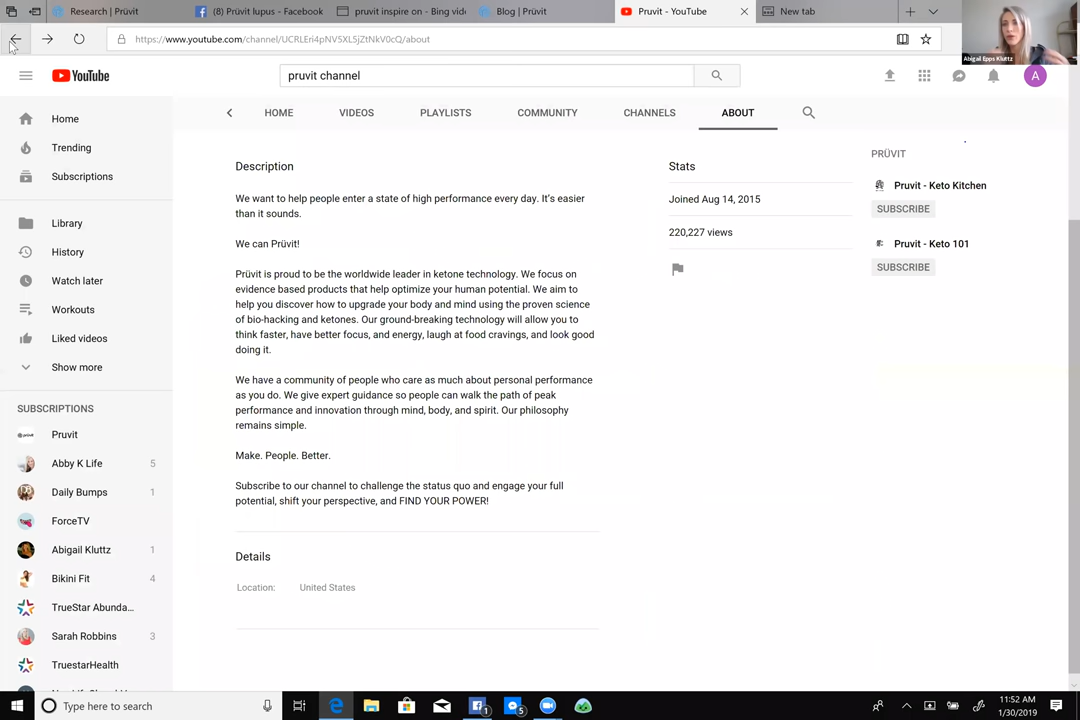 Research | Prüvit
(8) Prüvit lupus - Facebook
pruvit inspire on - Bing vid
Blog | Prüvit
Pruvit - YouTube
New tab
https://www.youtube.com/channel/UCRLEri4pNV5XL5jZtNkV0cQ/about
Abigail Epps Kluttz
YouTube
pruvit channel
A
HOME
VIDEOS
PLAYLISTS
COMMUNITY
CHANNELS
ABOUT
Home
Trending
Subscriptions
Library
History
Watch later
Workouts
Liked videos
Show more
SUBSCRIPTIONS
Pruvit
Abby K Life 5
Daily Bumps 1
ForceTV
Abigail Kluttz 1
Bikini Fit 4
TrueStar Abunda...
Sarah Robbins 3
TruestarHealth
Description
We want to help people enter a state of high performance every day. It's easier
than it sounds.
We can Prüvit!
Prüvit is proud to be the worldwide leader in ketone technology. We focus on
evidence based products that help optimize your human potential. We aim to
help you discover how to upgrade your body and mind using the proven science
of bio-hacking and ketones. Our ground-breaking technology will allow you to
think faster, have better focus, and energy, laugh at food cravings, and look good
doing it.
We have a community of people who care as much about personal performance
as you do. We give expert guidance so people can walk the path of peak
performance and innovation through mind, body, and spirit. Our philosophy
remains simple.
Make. People. Better.
Subscribe to our channel to challenge the status quo and engage your full
potential, shift your perspective, and FIND YOUR POWER!
Details
Location: United States
Stats
Joined Aug 14, 2015
220,227 views
PRÜVIT
Pruvit - Keto Kitchen
SUBSCRIBE
Pruvit - Keto 101
SUBSCRIBE
Type here to search
1
5
11:52 AM
1/30/2019